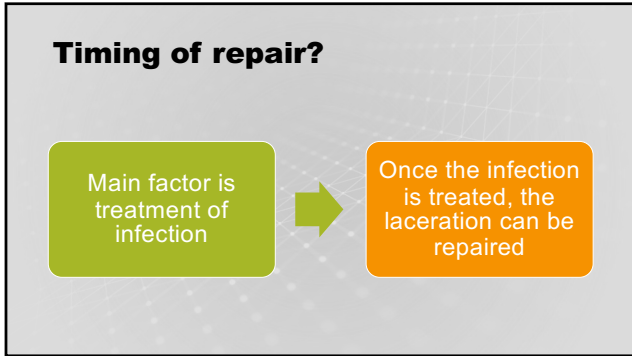 Timing of repair?
Main factor is
treatment of
infection
Once the infection
is treated, the
laceration can be
repaired